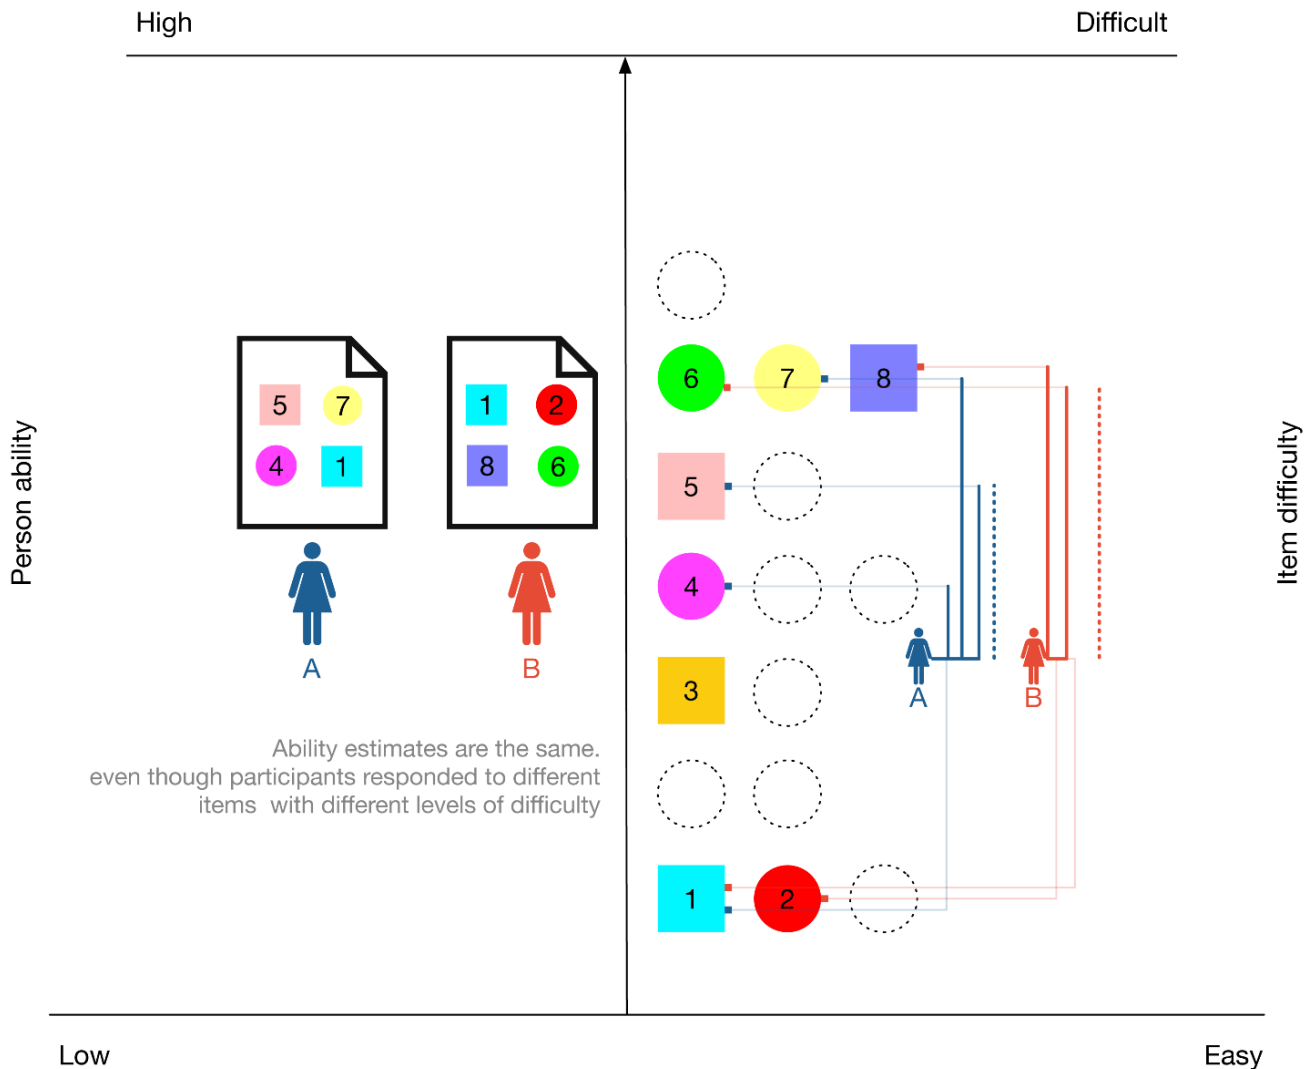 High
Difficult
Person ability
Item difficulty
5
7
4
1
1
2
8
6
A
B
6
7
8
5
4
3
A
B
Ability estimates are the same.
even though participants responded to different
items with different levels of difficulty
1
2
Low
Easy